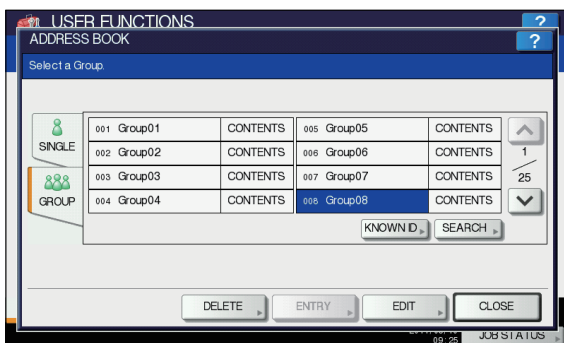 USER FUNCTIONS ?
ADDRESS BOOK ?
Select a Group.
SINGLE
GROUP
001 Group01 CONTENTS 005 Group05 CONTENTS
002 Group02 CONTENTS 006 Group06 CONTENTS
003 Group03 CONTENTS 007 Group07 CONTENTS
004 Group04 CONTENTS 008 Group08 CONTENTS
1
25
KNOWN ID SEARCH
DELETE ENTRY EDIT CLOSE
09:25 JOB STATUS